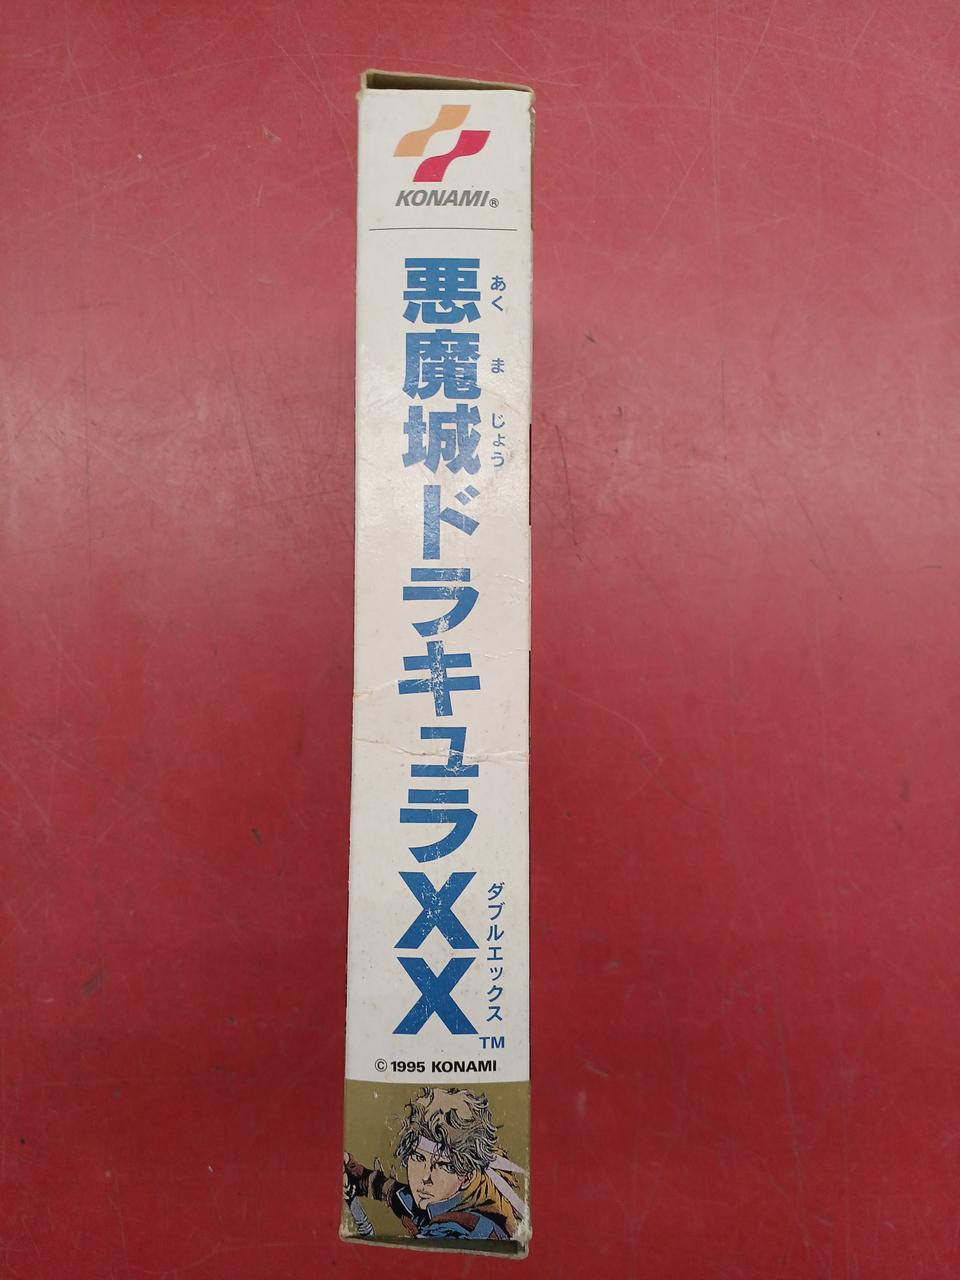 KONAMI®
悪魔城ドラキュラXX
あくまじょう
ダブルエックス
TM
© 1995 KONAMI